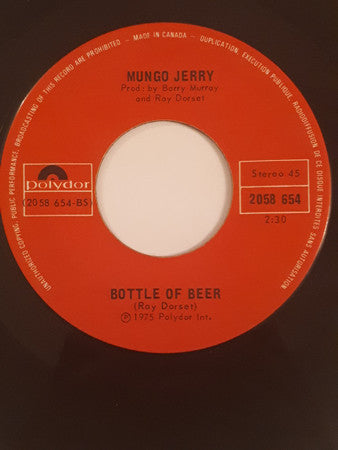 UNAUTHORIZED COPYING, PUBLIC PERFORMANCE, BROADCASTING OF THIS RECORD ARE PROHIBITED - MADE IN CANADA - DUPLICATION, EXECUTION PUBLIQUE, RADIODIFFUSION DE CE DISQUE INTERDITES SANS AUTORISATION
MUNGO JERRY
Prod: by Barry Murray
and Ray Dorset
Polydor
(2058 654-BS)
Stereo 45
2058 654
2:30
BOTTLE OF BEER
(Ray Dorset)
Ⓟ 1975 Polydor Int.